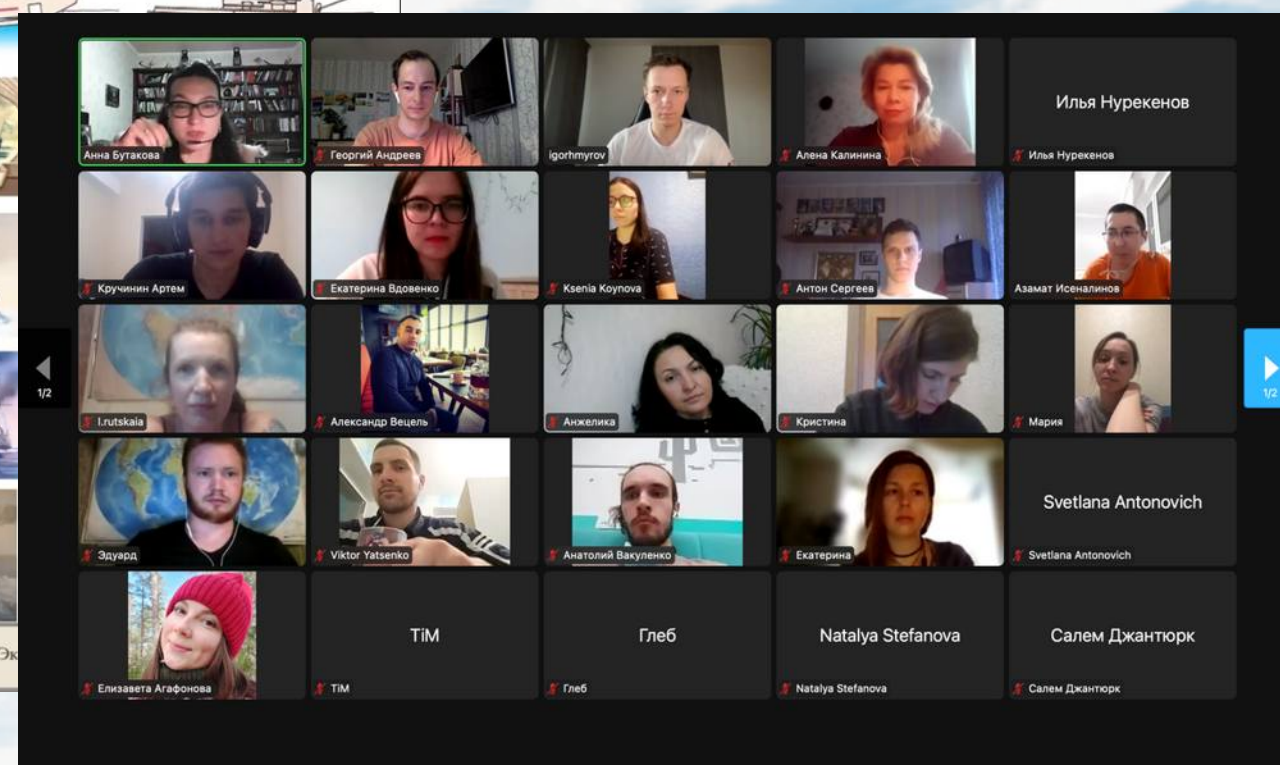 Анна Бутакова
Георгий Андреев
igorhmyrov
Алена Калинина
Илья Нурекенов
Илья Нурекенов
Кручинин Артем
Екатерина Вдовенко
Ksenia Koynova
Антон Сергеев
Азамат Исеналинов
l.rutskaia
Александр Вецель
Анжелика
Кристина
Мария
1/2
1/2
Эдуард
Viktor Yatsenko
Анатолий Вакуленко
Екатерина
Svetlana Antonovich
Svetlana Antonovich
Елизавета Агафонова
TiM
TiM
Глеб
Глеб
Natalya Stefanova
Natalya Stefanova
Салем Джантюрк
Салем Джантюрк
Эк